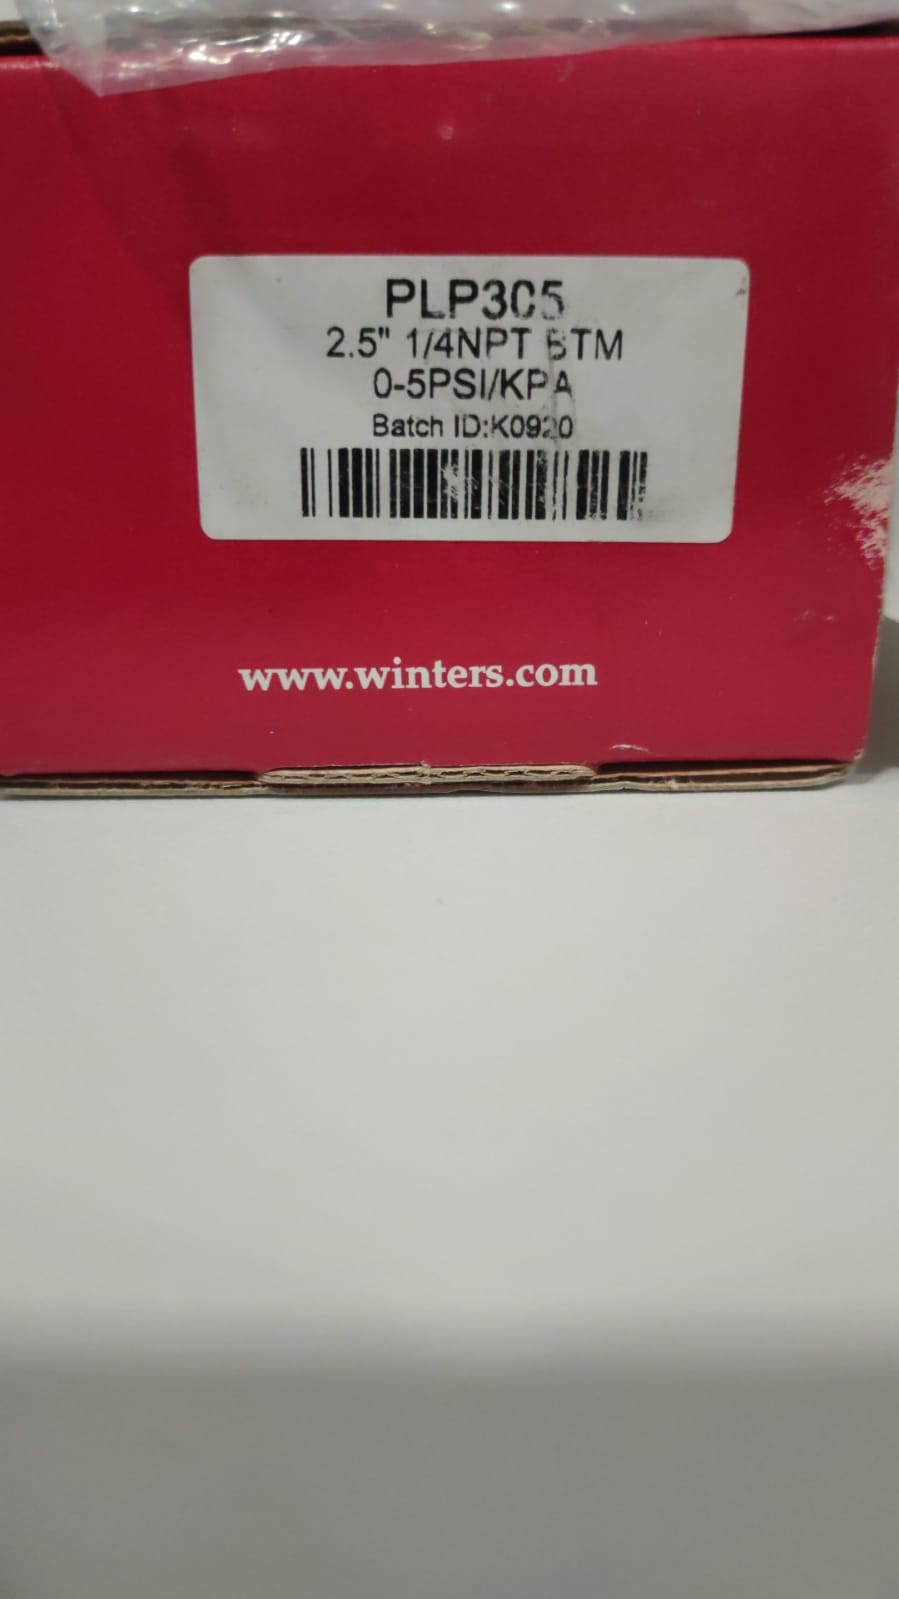 PLP305
2.5" 1/4NPT BTM
0-5PSI/KPA
Batch ID:K0920
www.winters.com